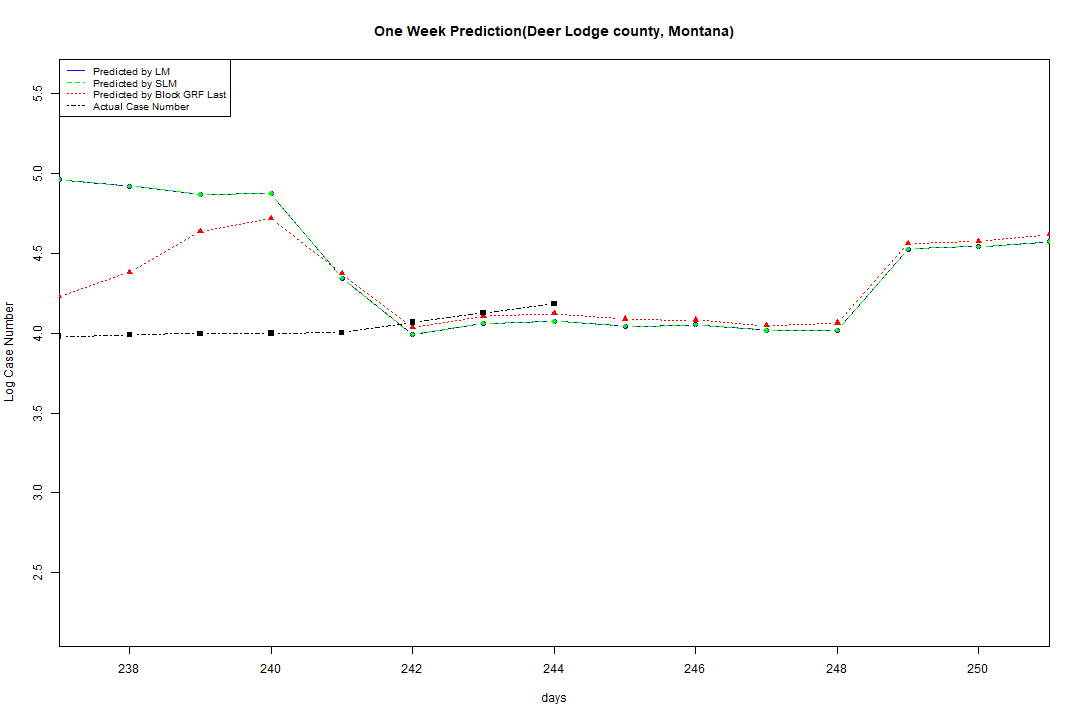 One Week Prediction(Deer Lodge county, Montana)
Predicted by LM
Predicted by SLM
Predicted by Block GRF Last
Actual Case Number
5.5
5.0
4.5
4.0
3.5
3.0
2.5
Log Case Number
238 240 242 244 246 248 250
days